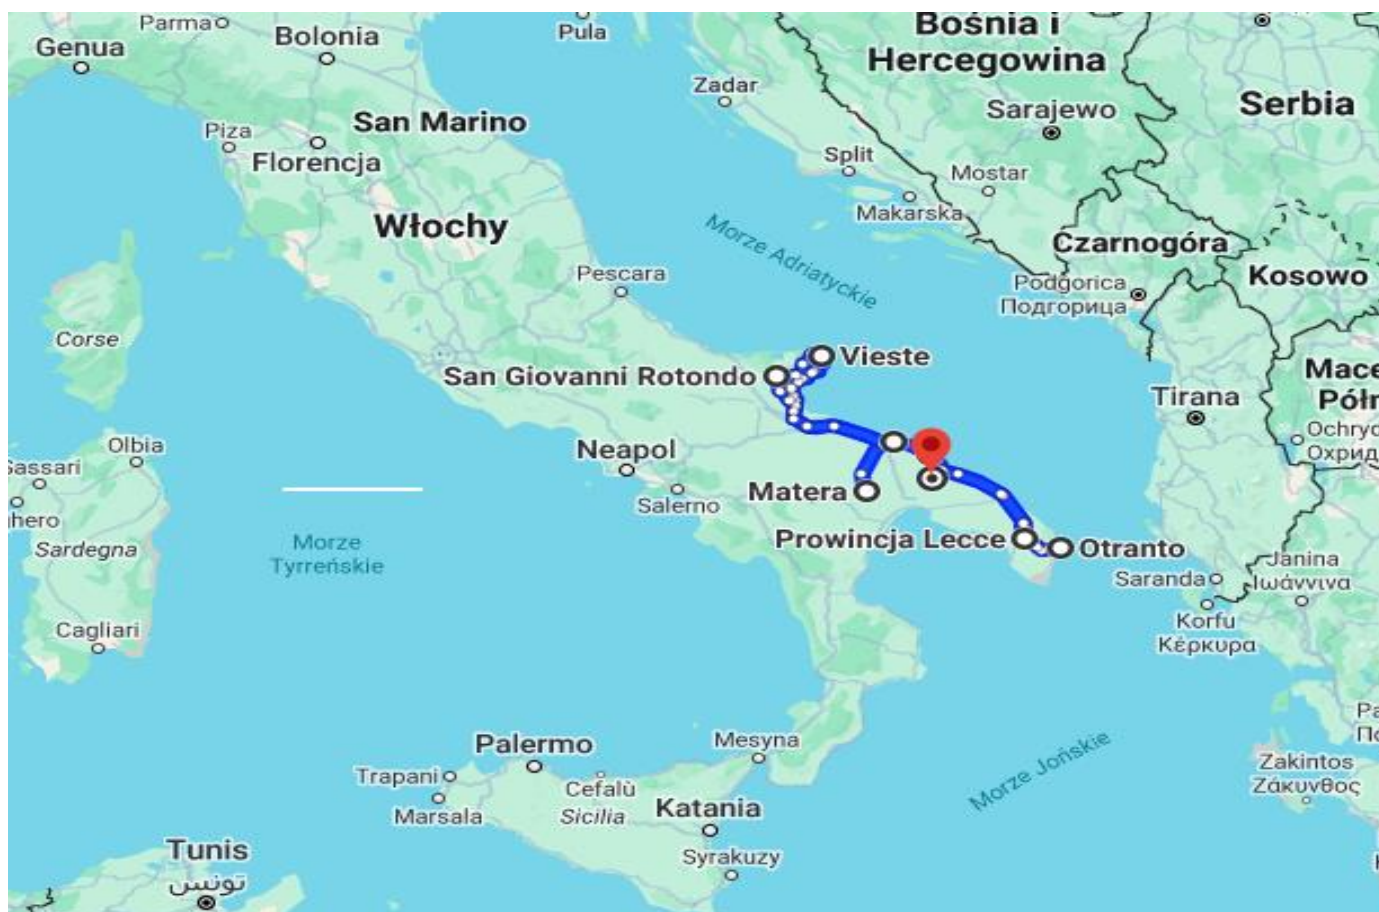 Parma
Genua
Bolonia
Pula
Bośnia i
Hercegowina
Zadar
Sarajewo
Serbia
Piza
San Marino
Florencja
Split
Mostar
Makarska
Włochy
Morze Adriatyckie
Czarnogóra
Kosowo
Pescara
Podgorica
Подгорица
Corse
Vieste
San Giovanni Rotondo
Mace
Półn
Tirana
Ochryd
Охрид
Olbia
Neapol
Sassari
Matera
Salerno
ghero
Sardegna
Morze
Tyrreńskie
Prowincja Lecce
Otranto
Saranda
Janina
Ιωάννινα
Korfu
Κέρκυρα
Cagliari
Palermo
Mesyna
Morze Jońskie
Trapani
Cefalù
Marsala
Sicilia
Katania
Zakintos
Ζάκυνθος
Tunis
تونس
Syrakuzy